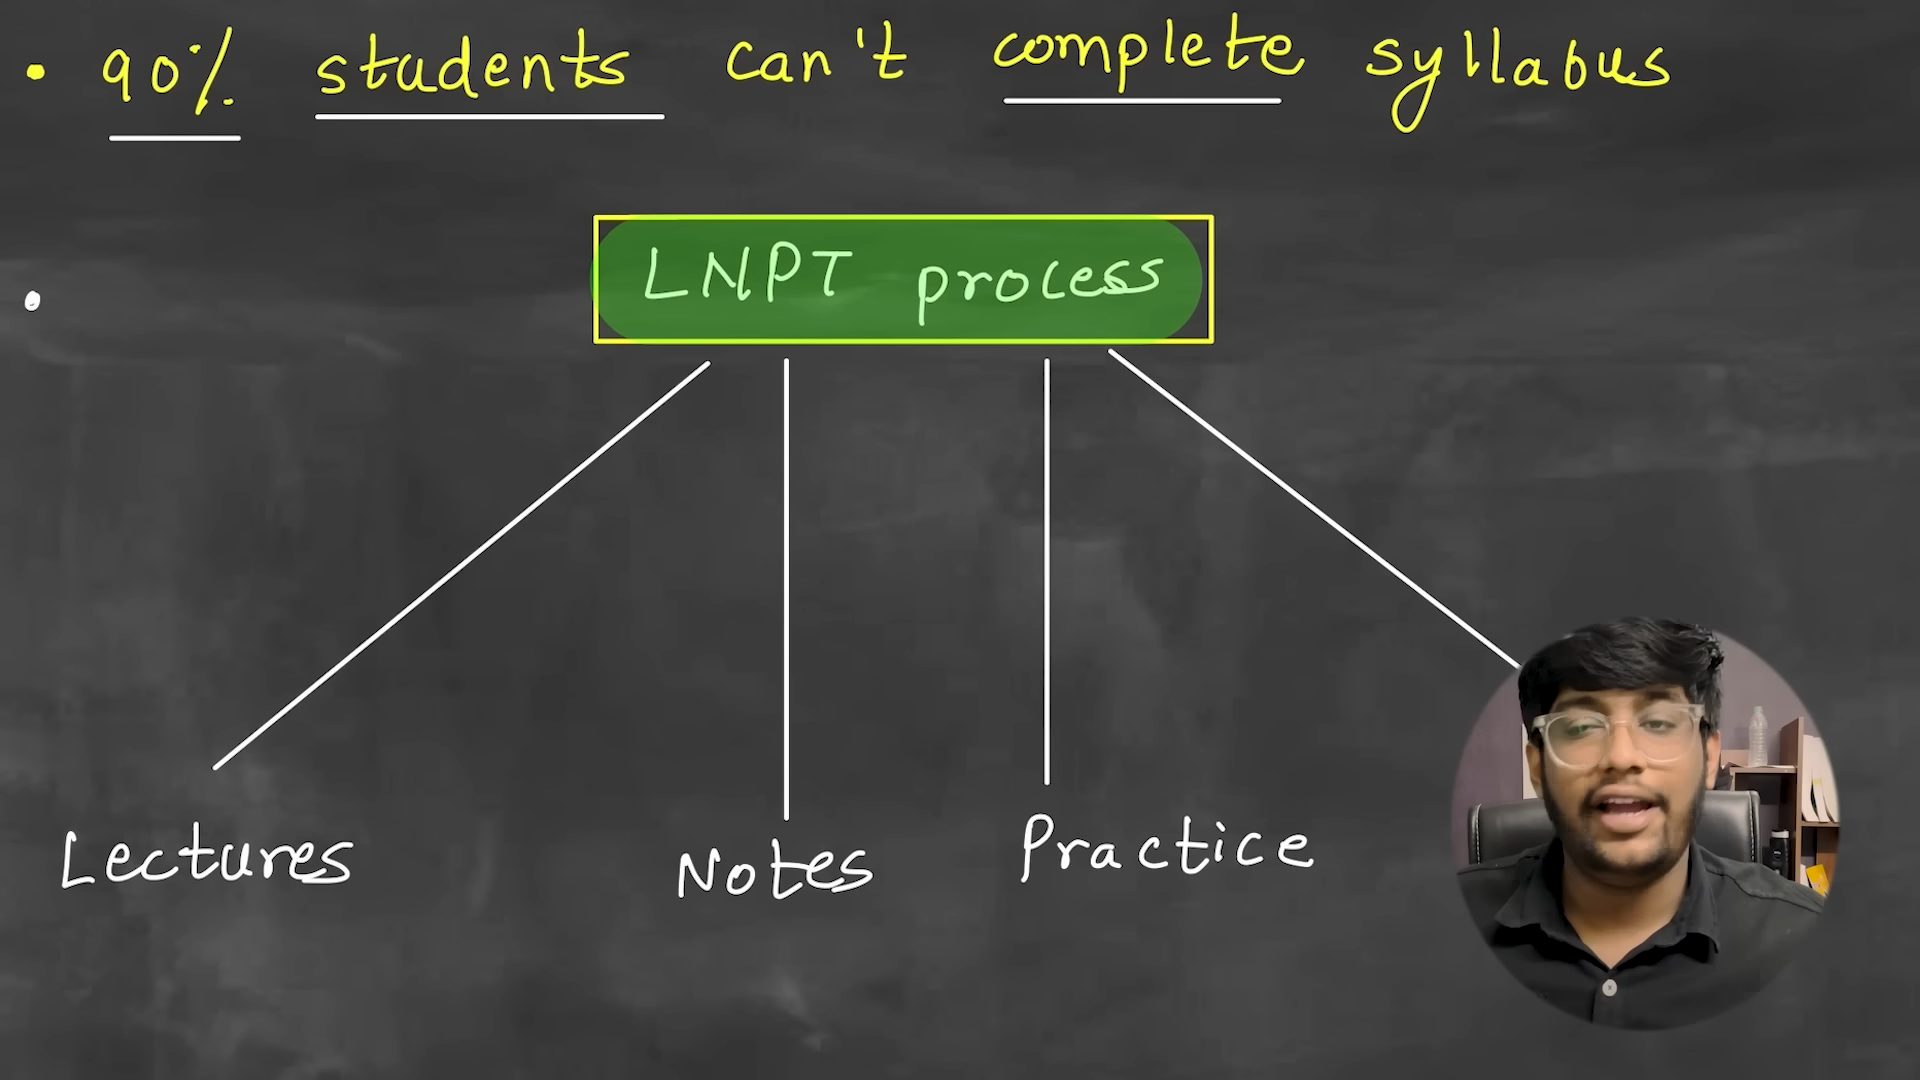 • 90% students can't complete syllabus
LNPT process
•
Lectures
Notes
Practice